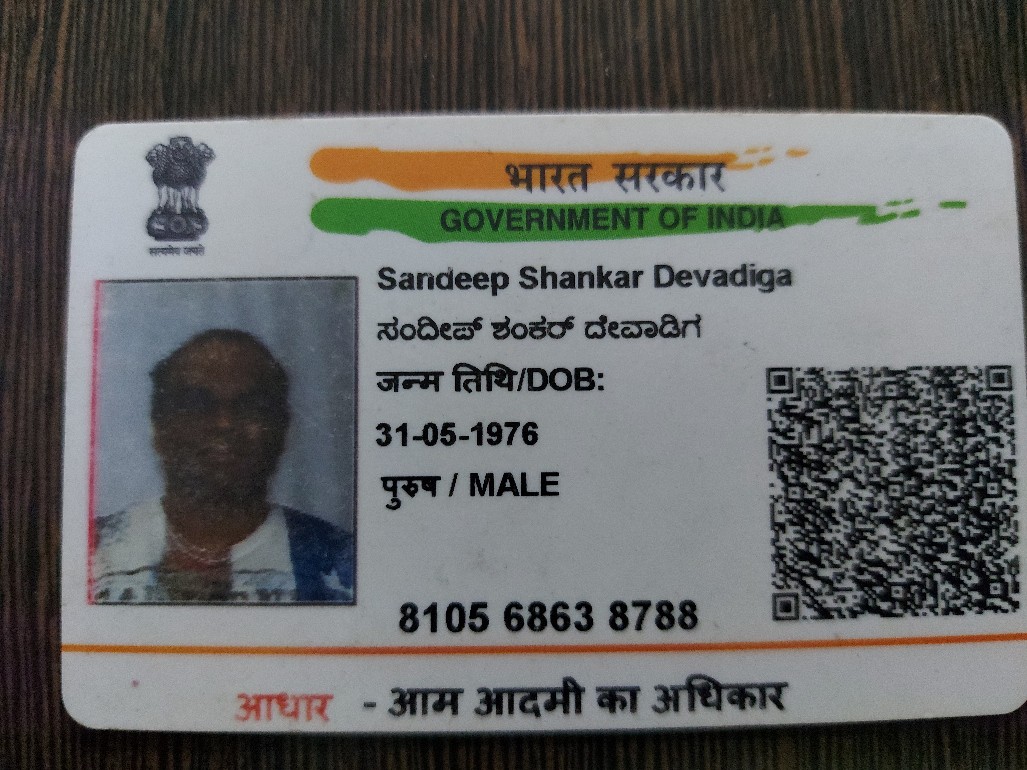 भारत सरकार
GOVERNMENT OF INDIA
सत्यमेव जयते
Sandeep Shankar Devadiga
ಸಂದೀಪ್ ಶಂಕರ್ ದೇವಾಡಿಗ
जन्म तिथि/DOB:
31-05-1976
पुरुष / MALE
8105 6863 8788
आधार - आम आदमी का अधिकार